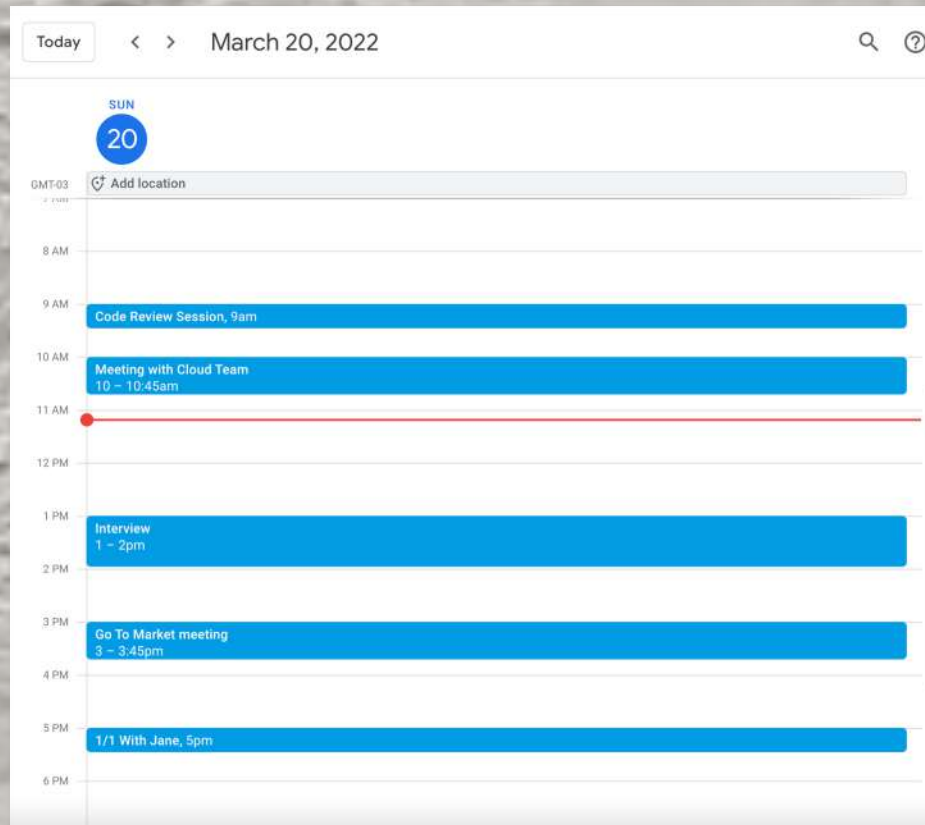 Today
March 20, 2022
SUN
20
GMT-03
Add location
8 AM
9 AM
Code Review Session, 9am
10 AM
Meeting with Cloud Team
10 – 10:45am
11 AM
12 PM
1 PM
Interview
1 – 2pm
2 PM
3 PM
Go To Market meeting
3 – 3:45pm
4 PM
5 PM
1/1 With Jane, 5pm
6 PM